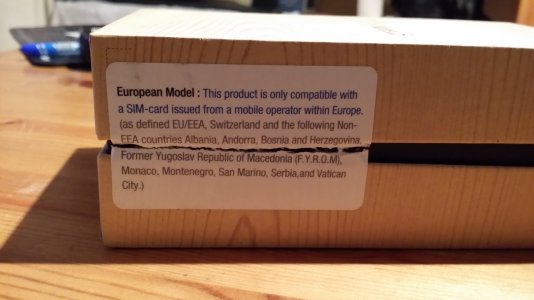 European Model : This product is only compatible with
a SIM-card issued from a mobile operator within Europe.
(as defined EU/EEA, Switzerland and the following Non-
EEA countries Albania, Andorra, Bosnia and Herzegovina,
Former Yugoslav Republic of Macedonia (F.Y.R.O.M),
Monaco, Montenegro, San Marino, Serbia,and Vatican
City.)